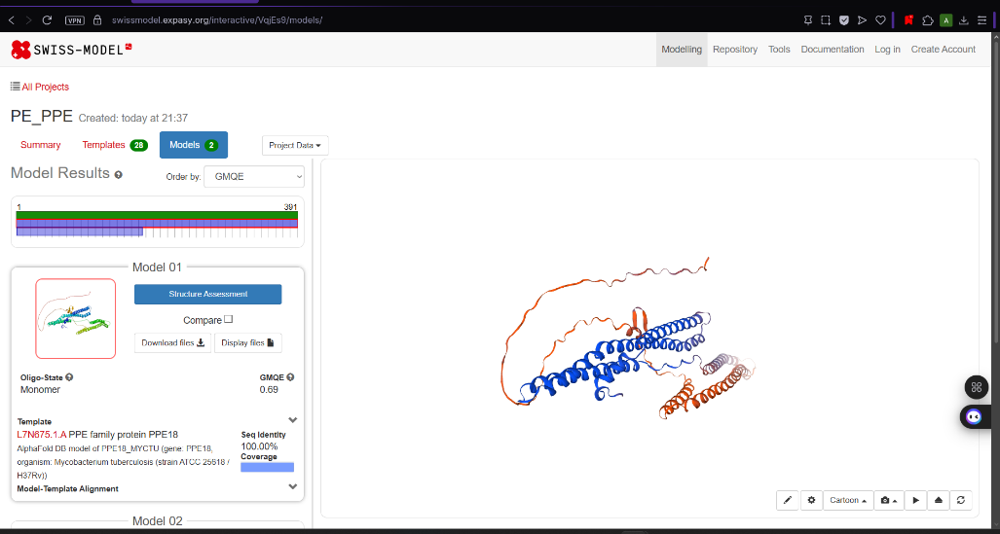 VPN
swissmodel.expasy.org/interactive/VqjEs9/models/
A
SWISS-MODEL
Modelling
Repository
Tools
Documentation
Log in
Create Account
All Projects
PE_PPE Created: today at 21:37
Summary
Templates 28
Models 2
Project Data
Model Results
Order by: GMQE
1 391
Model 01
Structure Assessment
Compare
Download files
Display files
Oligo-State
GMQE
Monomer
0.69
Template
L7N675.1.A PPE family protein PPE18
AlphaFold DB model of PPE18_MYCTU (gene: PPE18,
organism: Mycobacterium tuberculosis (strain ATCC 25618 /
H37Rv))
Seq Identity
100.00%
Coverage
Model-Template Alignment
Model 02
Cartoon